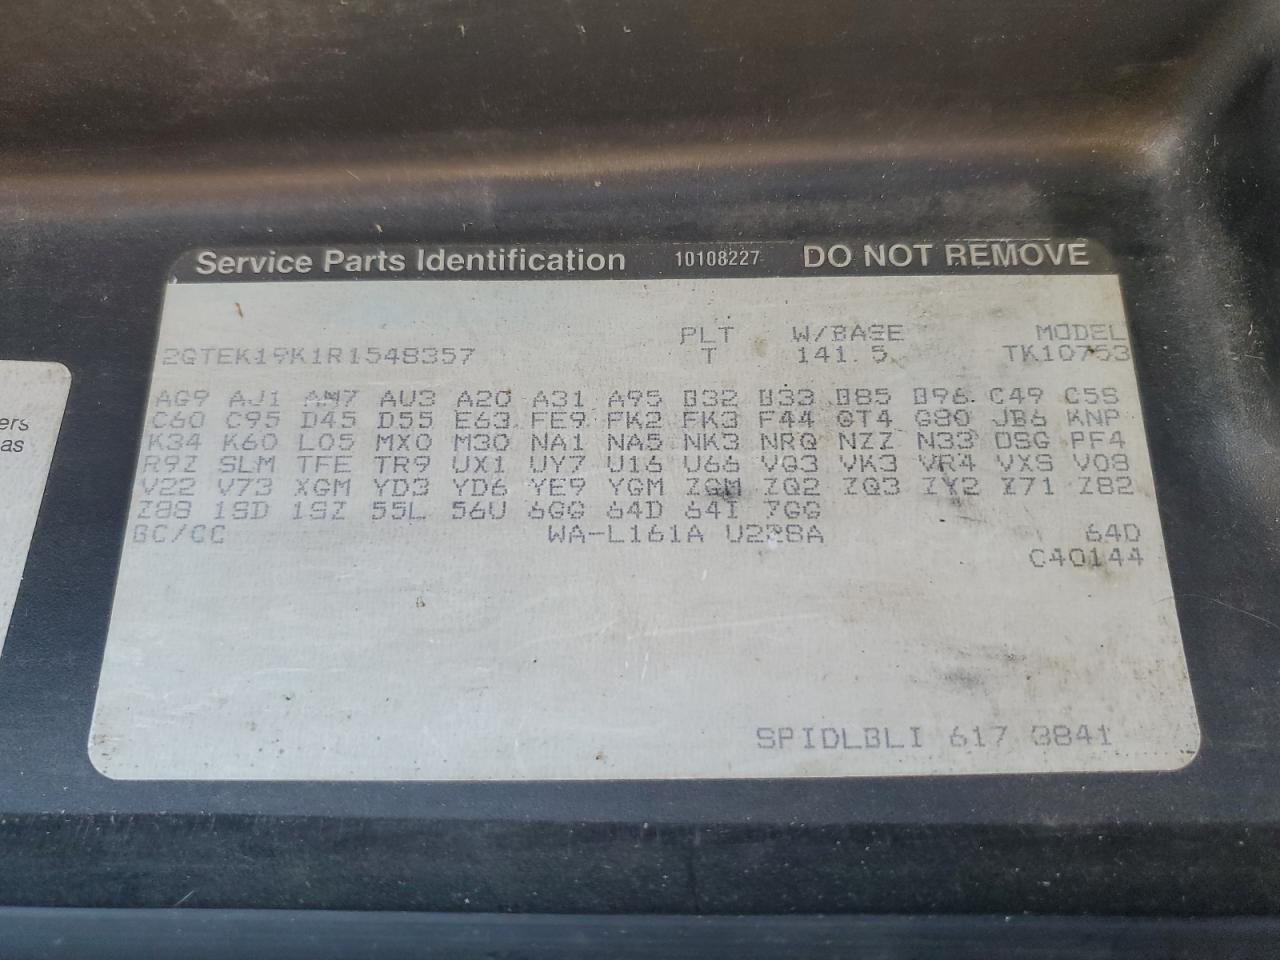 Service Parts Identification 10108227 DO NOT REMOVE
PLT W/BASE MODEL
2GTEK19K1R1548357 T 141.5 TK10753
AG9 AJ1 AM7 AU3 A20 A31 A95 B32 B33 B85 B96 C49 C5S
C60 C95 D45 D55 E63 FE9 FK2 FK3 F44 GT4 G80 JB6 KNP
K34 K60 L05 MX0 M30 NA1 NA5 NK3 NRQ NZZ N33 DSG PF4
R9Z SLM TFE TR9 UX1 UY7 U16 U66 VG3 VK3 VR4 VXS V08
V22 V73 XGM YD3 YD6 YE9 YGM ZGM ZQ2 ZQ3 ZY2 Z71 Z82
Z88 1SD 1SZ 55L 56U 6GG 64D 64I 7GG
BC/CC WA-L161A U228A 64D
C40144
SPIDLBLI 617 3841
ers
as